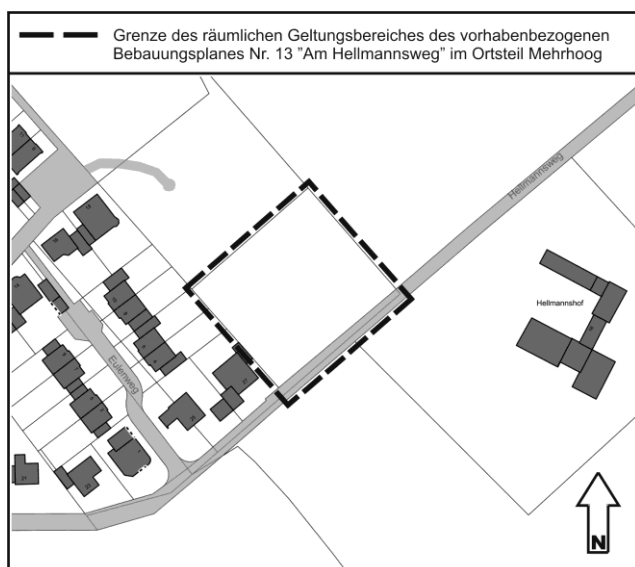 Grenze des räumlichen Geltungsbereiches des vorhabenbezogenen
Bebauungsplanes Nr. 13 "Am Hellmannsweg" im Ortsteil Mehrhoog
Hellmannsweg
Hellmannshof
Eulenweg
N